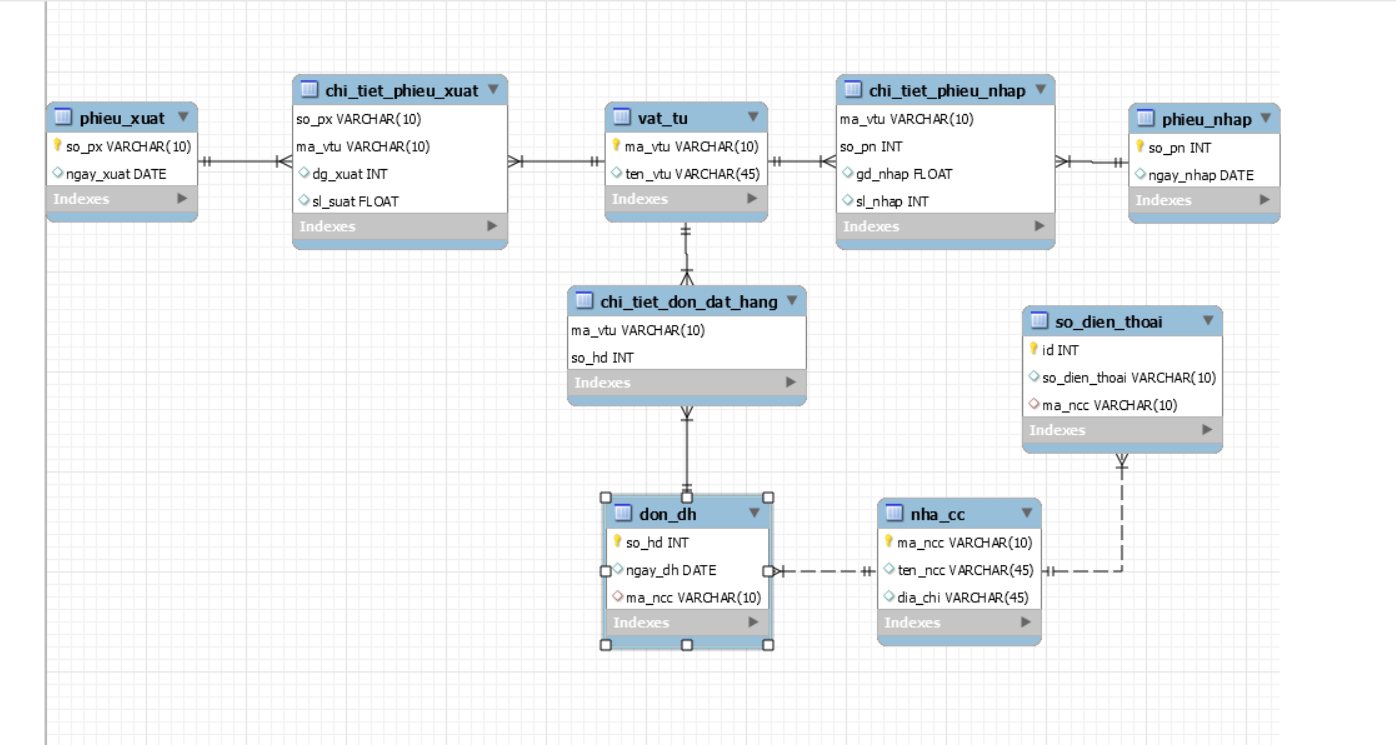 phieu_xuat
so_px VARCHAR(10)
ngay_xuat DATE
Indexes
chi_tiet_phieu_xuat
so_px VARCHAR(10)
ma_vtu VARCHAR(10)
dg_xuat INT
sl_suat FLOAT
Indexes
vat_tu
ma_vtu VARCHAR(10)
ten_vtu VARCHAR(45)
Indexes
chi_tiet_phieu_nhap
ma_vtu VARCHAR(10)
so_pn INT
gd_nhap FLOAT
sl_nhap INT
Indexes
phieu_nhap
so_pn INT
ngay_nhap DATE
Indexes
chi_tiet_don_dat_hang
ma_vtu VARCHAR(10)
so_hd INT
Indexes
so_dien_thoai
id INT
so_dien_thoai VARCHAR(10)
ma_ncc VARCHAR(10)
Indexes
don_dh
so_hd INT
ngay_dh DATE
ma_ncc VARCHAR(10)
Indexes
nha_cc
ma_ncc VARCHAR(10)
ten_ncc VARCHAR(45)
dia_chi VARCHAR(45)
Indexes